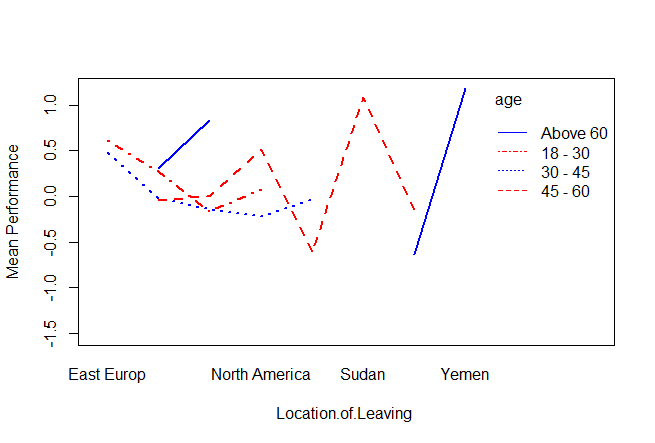 age
Above 60
18 - 30
30 - 45
45 - 60
Mean Performance
1.0
0.5
0.0
-0.5
-1.0
-1.5
East Europ
North America
Sudan
Yemen
Location.of.Leaving